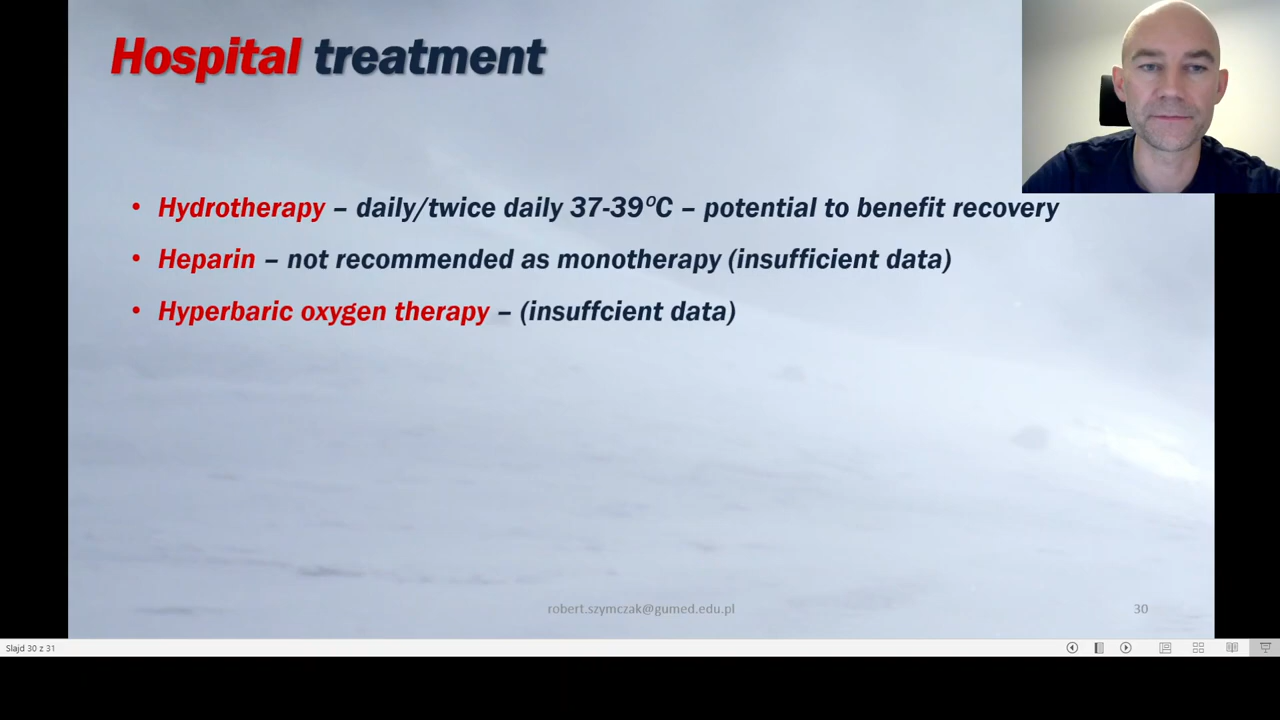 Hospital treatment
• Hydrotherapy – daily/twice daily 37-39ºC – potential to benefit recovery
• Heparin – not recommended as monotherapy (insufficient data)
• Hyperbaric oxygen therapy – (insuffcient data)
robert.szymczak@gumed.edu.pl
30
Slajd 30 z 31